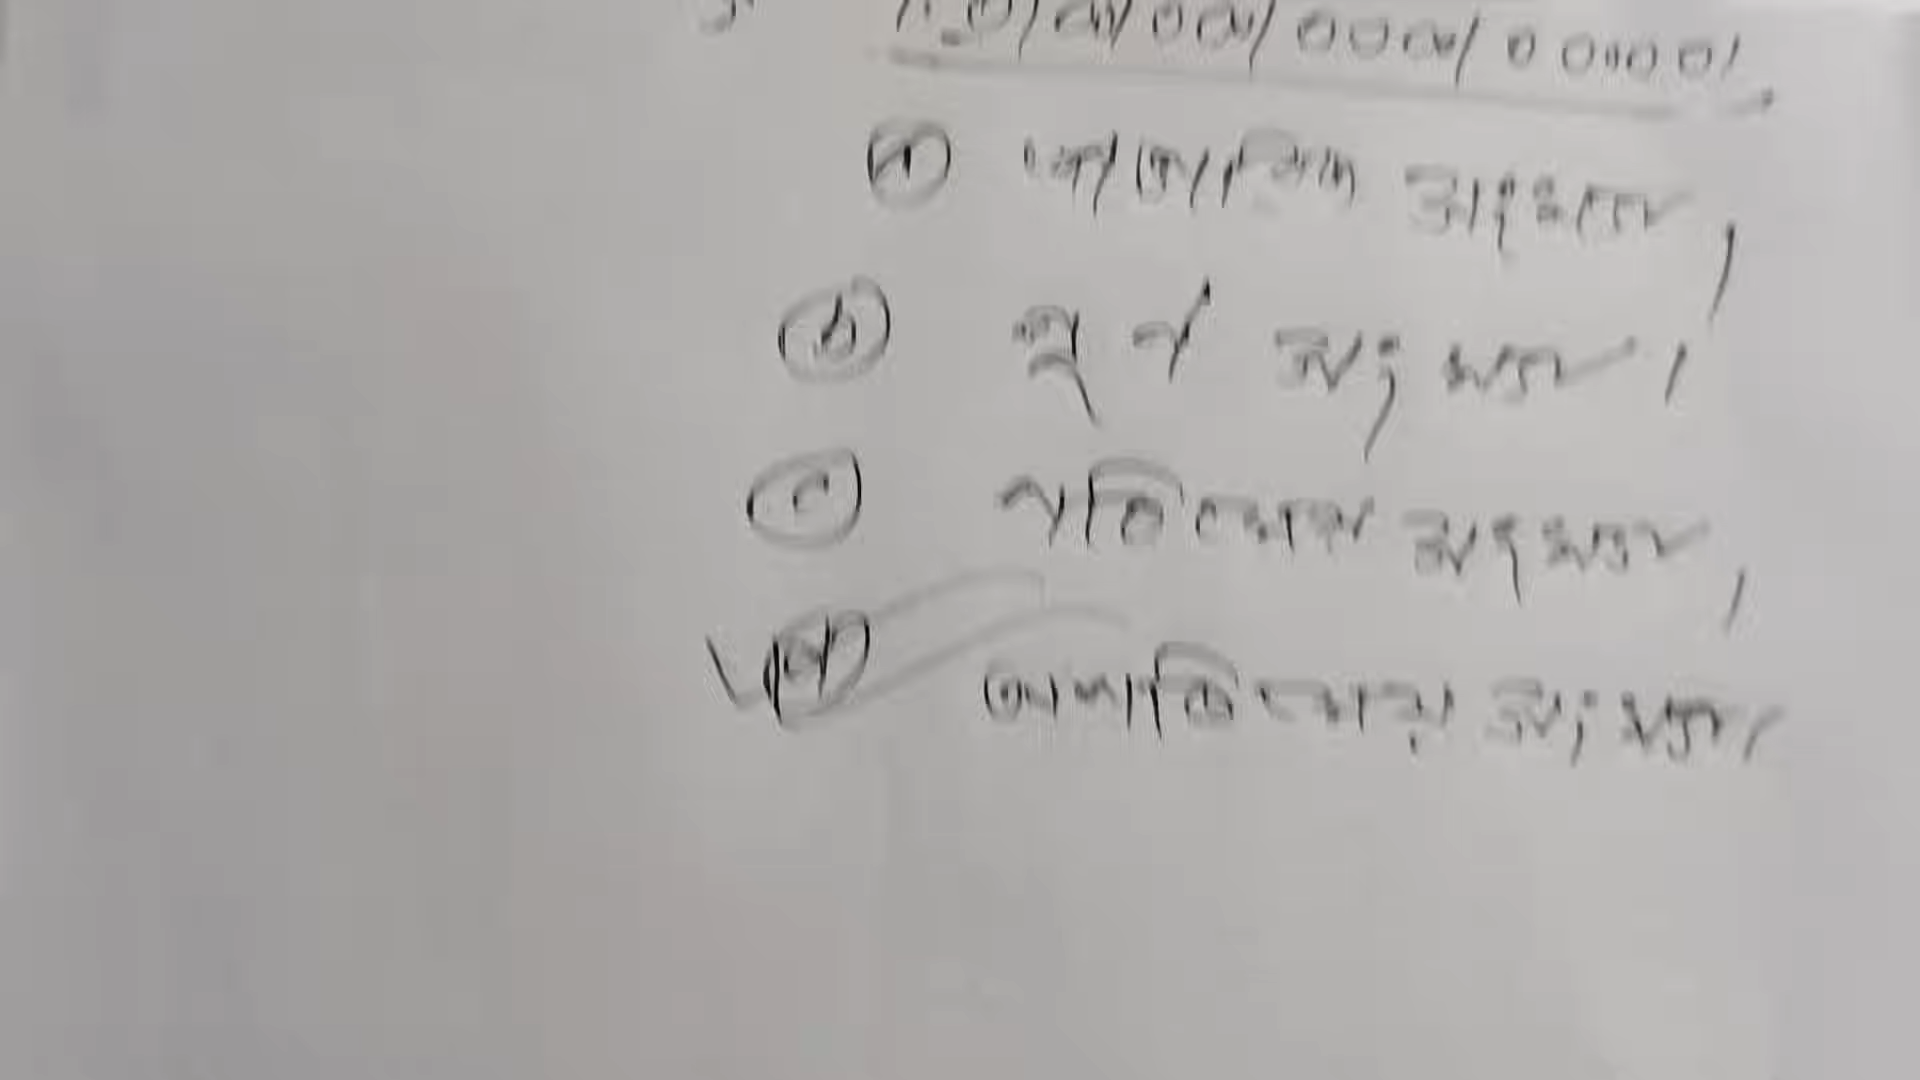 ⓐ স্বাভাবিক সংখ্যা,
ⓑ পূর্ণ সংখ্যা,
ⓒ পরিমেয় সংখ্যা,
ⓓ অপরিমেয় সংখ্যা,